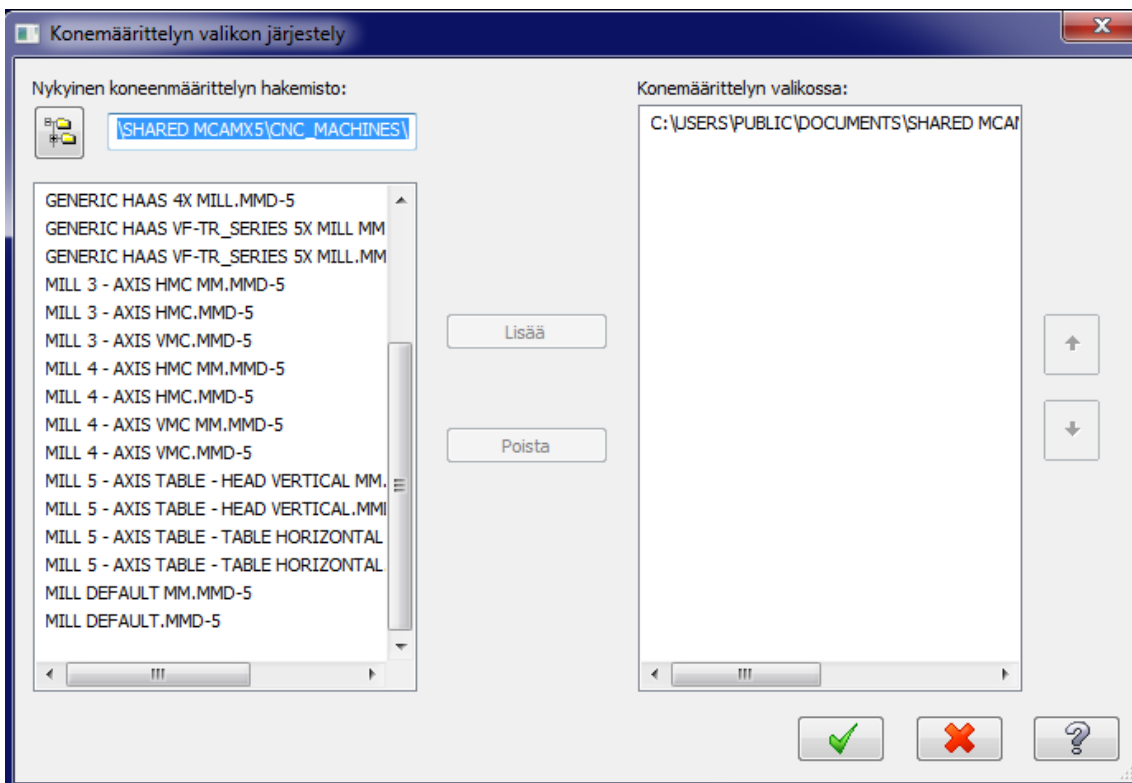 Konemäärittelyn valikon järjestely
Nykyinen koneenmäärittelyn hakemisto:
\SHARED MCAMX5\CNC_MACHINES\
GENERIC HAAS 4X MILL.MMD-5
GENERIC HAAS VF-TR_SERIES 5X MILL MM
GENERIC HAAS VF-TR_SERIES 5X MILL.MM
MILL 3 - AXIS HMC MM.MMD-5
MILL 3 - AXIS HMC.MMD-5
MILL 3 - AXIS VMC.MMD-5
MILL 4 - AXIS HMC MM.MMD-5
MILL 4 - AXIS HMC.MMD-5
MILL 4 - AXIS VMC MM.MMD-5
MILL 4 - AXIS VMC.MMD-5
MILL 5 - AXIS TABLE - HEAD VERTICAL MM.
MILL 5 - AXIS TABLE - HEAD VERTICAL.MM
MILL 5 - AXIS TABLE - TABLE HORIZONTAL
MILL 5 - AXIS TABLE - TABLE HORIZONTAL.
MILL DEFAULT MM.MMD-5
MILL DEFAULT.MMD-5
Lisää
Poista
Konemäärittelyn valikossa:
C:\USERS\PUBLIC\DOCUMENTS\SHARED MCAM